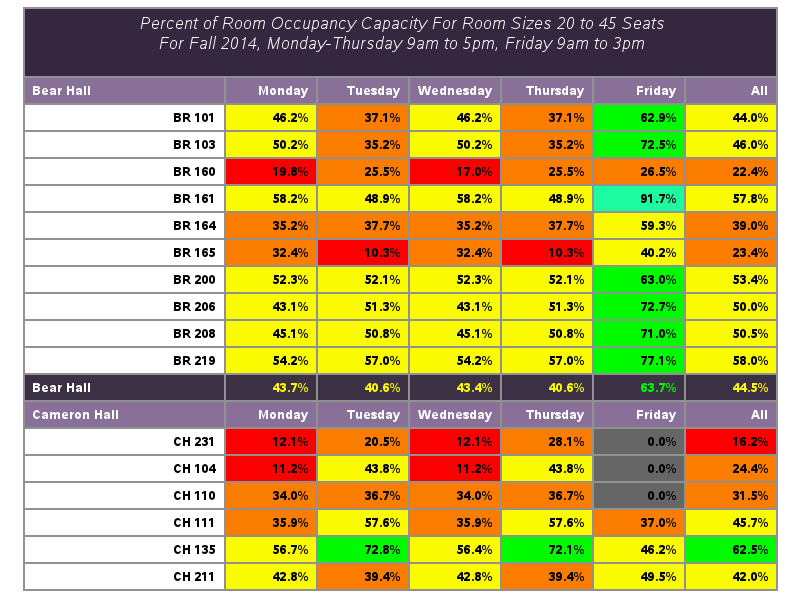 Percent of Room Occupancy Capacity For Room Sizes 20 to 45 Seats
For Fall 2014, Monday-Thursday 9am to 5pm, Friday 9am to 3pm
Bear Hall Monday Tuesday Wednesday Thursday Friday All
BR 101 46.2% 37.1% 46.2% 37.1% 62.9% 44.0%
BR 103 50.2% 35.2% 50.2% 35.2% 72.5% 46.0%
BR 160 19.8% 25.5% 17.0% 25.5% 26.5% 22.4%
BR 161 58.2% 48.9% 58.2% 48.9% 91.7% 57.8%
BR 164 35.2% 37.7% 35.2% 37.7% 59.3% 39.0%
BR 165 32.4% 10.3% 32.4% 10.3% 40.2% 23.4%
BR 200 52.3% 52.1% 52.3% 52.1% 63.0% 53.4%
BR 206 43.1% 51.3% 43.1% 51.3% 72.7% 50.0%
BR 208 45.1% 50.8% 45.1% 50.8% 71.0% 50.5%
BR 219 54.2% 57.0% 54.2% 57.0% 77.1% 58.0%
Bear Hall 43.7% 40.6% 43.4% 40.6% 63.7% 44.5%
Cameron Hall Monday Tuesday Wednesday Thursday Friday All
CH 231 12.1% 20.5% 12.1% 28.1% 0.0% 16.2%
CH 104 11.2% 43.8% 11.2% 43.8% 0.0% 24.4%
CH 110 34.0% 36.7% 34.0% 36.7% 0.0% 31.5%
CH 111 35.9% 57.6% 35.9% 57.6% 37.0% 45.7%
CH 135 56.7% 72.8% 56.4% 72.1% 46.2% 62.5%
CH 211 42.8% 39.4% 42.8% 39.4% 49.5% 42.0%